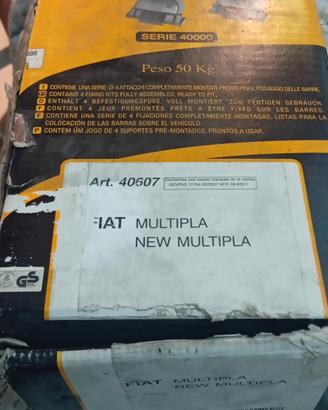 SERIE 40000
Peso 50 Kg
I CONTIENE UNA SERIE DI 4 ATTACCHI COMPLETAMENTE MONTATI, PRONTI PER IL FISSAGGIO DELLE BARRE.
CONTAINS 4 FIXING KITS FULLY ASSEMBLED, READY TO FIT.
D ENTHÄLT 4 BEFESTIGUNGSFÜSSE, VOLL MONTIERT ZUM FERTIGEN GEBRAUCH.
F CONTIENT 4 JEUX PREMONTES PRÊTS A ÊTRE FIXED SUR LES BARRES
E CONTIENE UNA SERIE DE 4 FIJACIONES COMPLETAMENTE MONTADAS, LISTAS PARA LA
COLOCACIÓN DE LAS BARRAS SOBRE EL VEHICULO.
P CONTÉM UM JOGO DE 4 SUPORTES PRÉ-MONTADOS, PRONTOS A USAR.
Art. 40607
FIAT MULTIPLA
NEW MULTIPLA
GS
FIAT MULTIPLA
NEW MULTIPLA